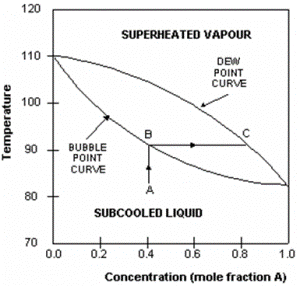 120
SUPERHEATED VAPOUR
110
DEW
POINT
CURVE
100
Temperature
B
C
90
BUBBLE
POINT
CURVE
A
80
SUBCOOLED LIQUID
70
0.0
0.2
0.4
0.6
0.8
1.0
Concentration (mole fraction A)